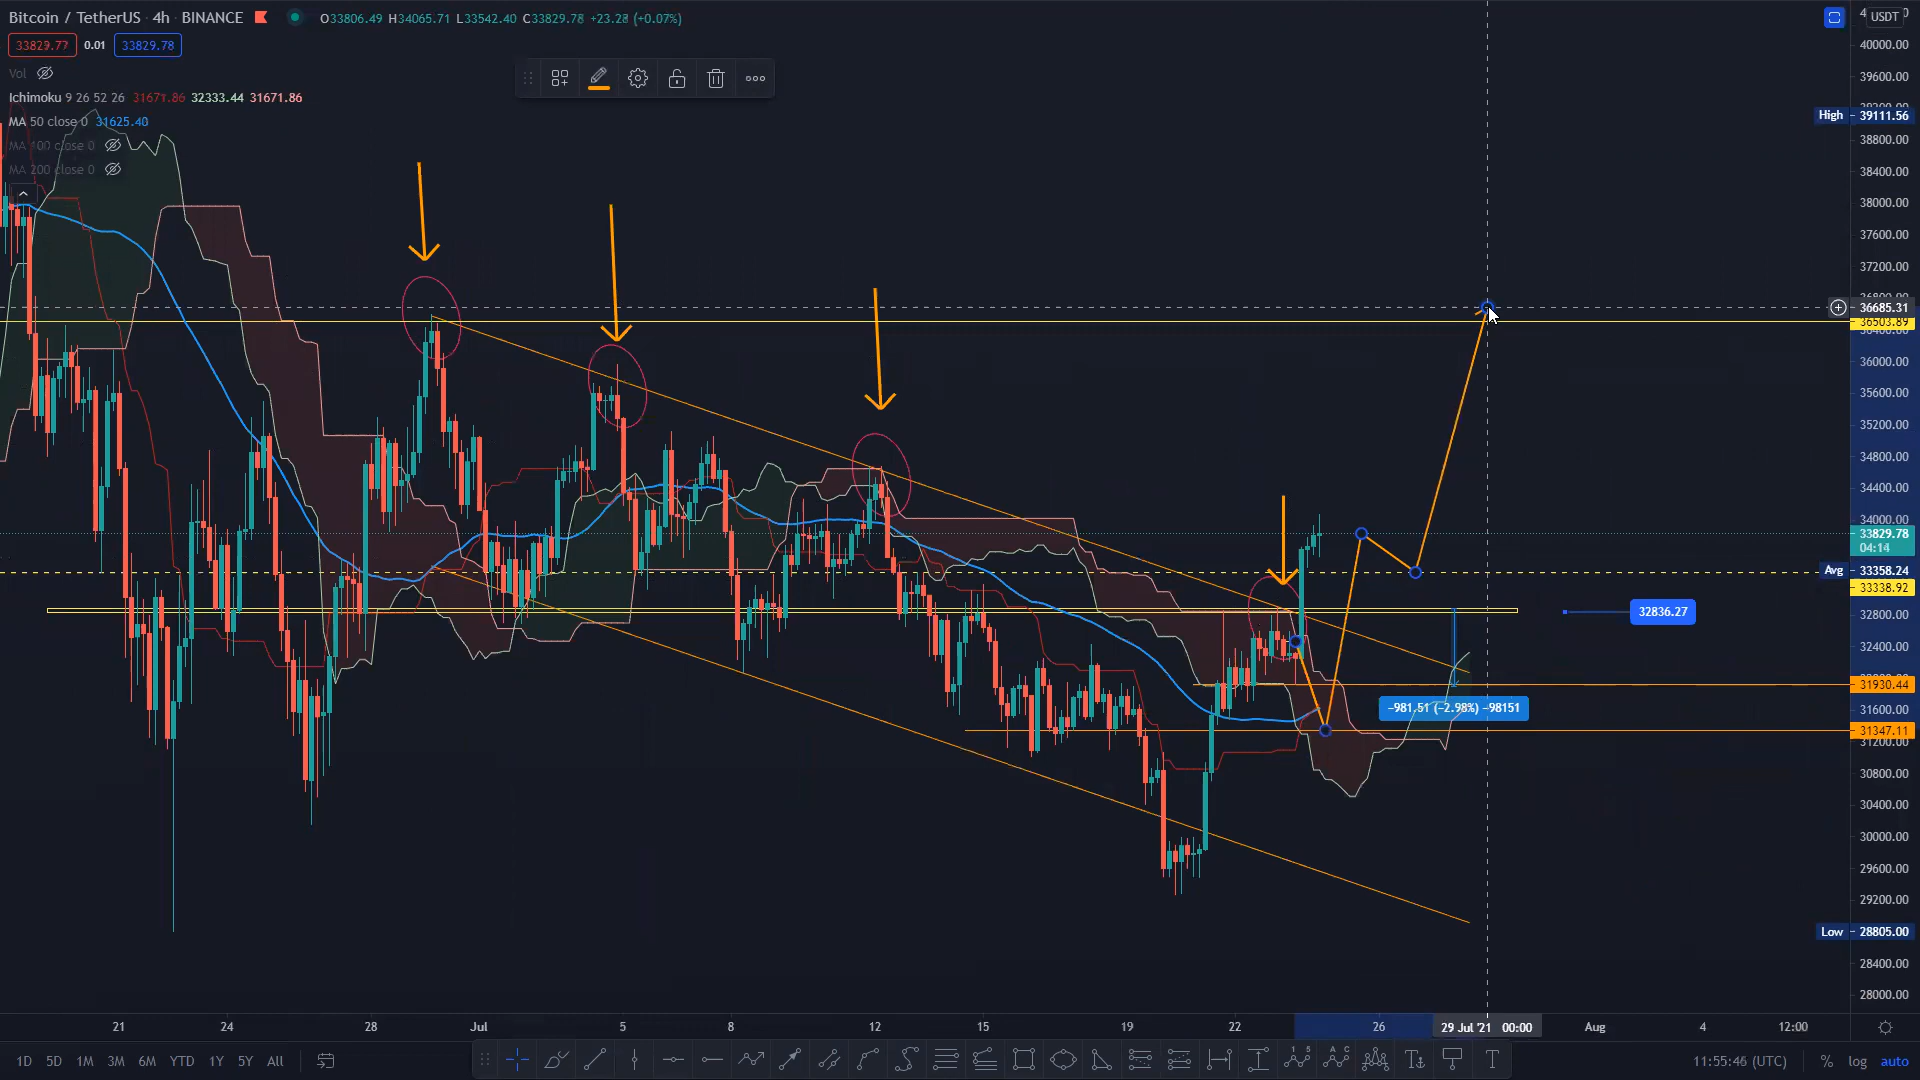 Bitcoin / TetherUS · 4h · BINANCE O33806.49 H34065.71 L33542.40 C33829.78 +23.28 (+0.07%)
33829.77 0.01 33829.78
Vol
Ichimoku 9 26 52 26 31671.86 32333.44 31671.86
MA 50 close 0 31625.40
MA 100 close 0
MA 200 close 0
USDT
40000.00
39600.00
High 39111.56
38800.00
38400.00
38000.00
37600.00
37200.00
36685.31
36503.89
36000.00
35600.00
35200.00
34800.00
34400.00
34000.00
33829.78
04:14
Avg 33358.24
33338.92
32800.00
32836.27
32400.00
31930.44
−981.51 (−2.98%) −98151
31600.00
31347.11
31200.00
30800.00
30400.00
30000.00
29600.00
29200.00
Low 28805.00
28400.00
28000.00
21 24 28 Jul 5 8 12 15 19 22 26 29 Jul '21 00:00 Aug 4 12:00
1D 5D 1M 3M 6M YTD 1Y 5Y All 11:55:46 (UTC) % log auto